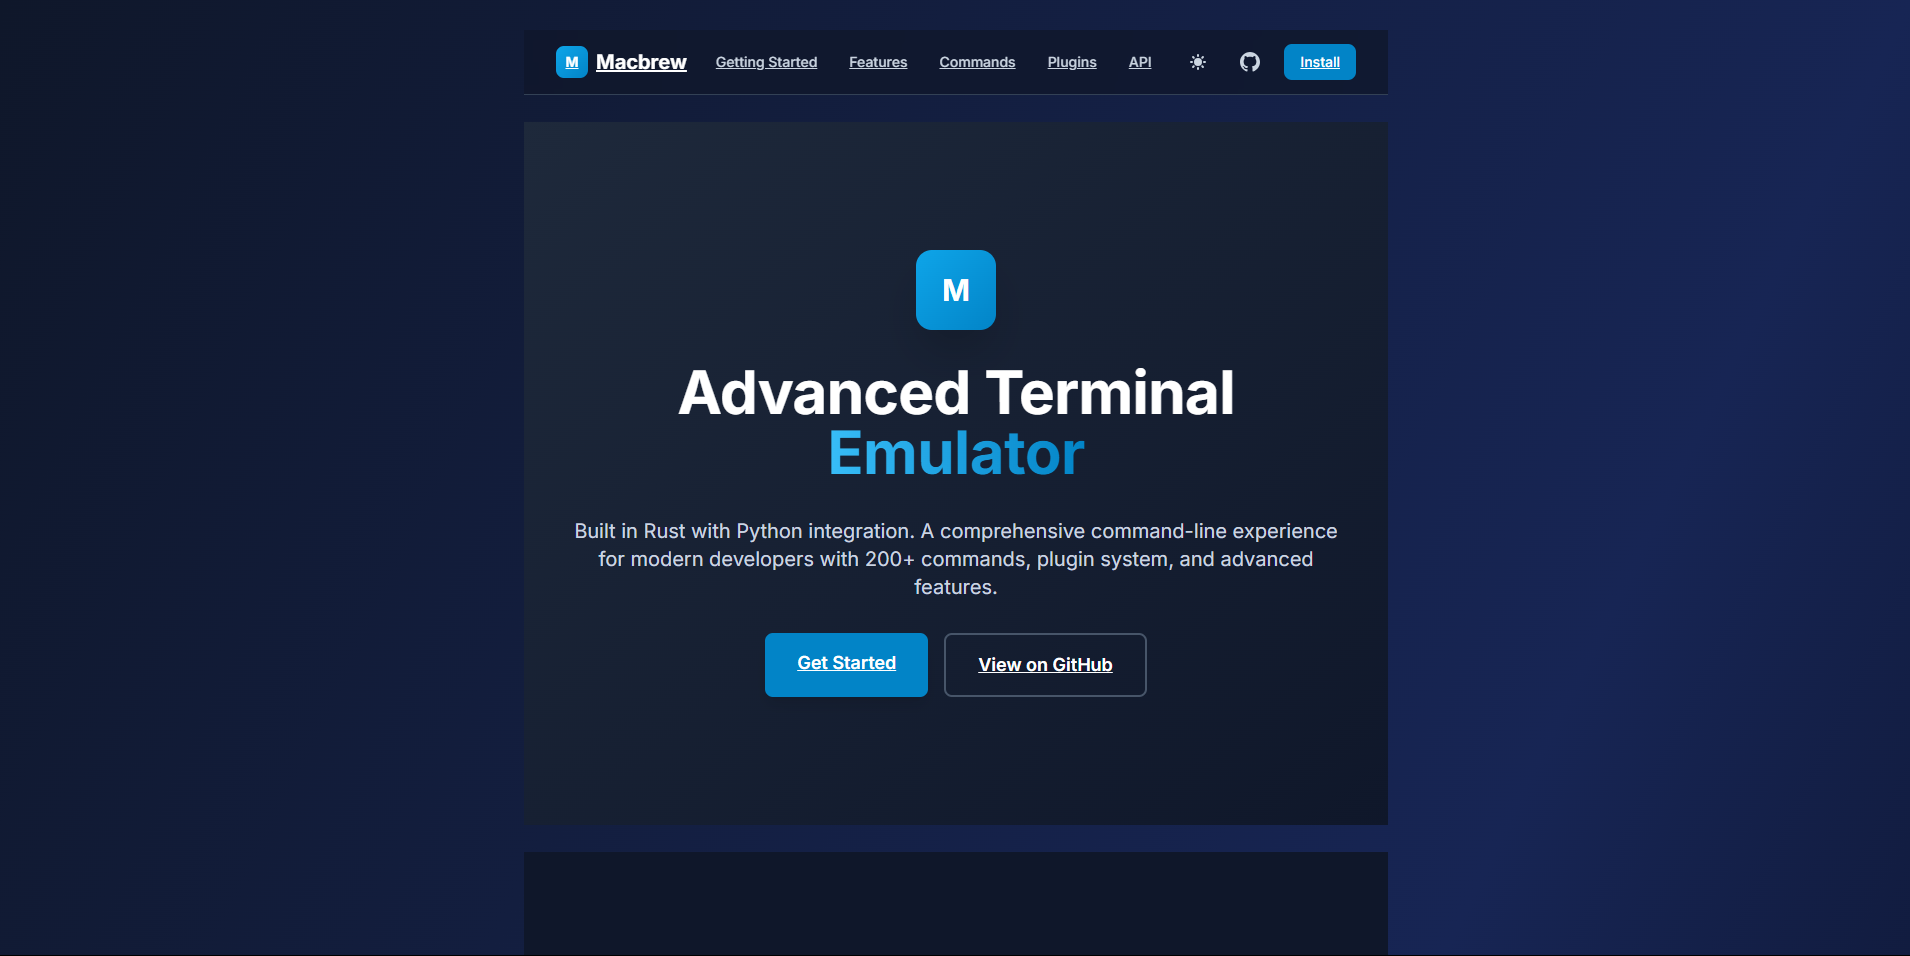 M Macbrew Getting Started Features Commands Plugins API Install
M
Advanced Terminal
Emulator
Built in Rust with Python integration. A comprehensive command-line experience
for modern developers with 200+ commands, plugin system, and advanced
features.
Get Started View on GitHub